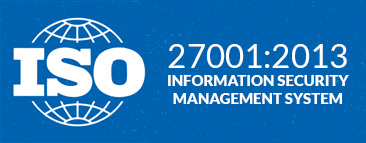 ISO
27001:2013
INFORMATION SECURITY
MANAGEMENT SYSTEM